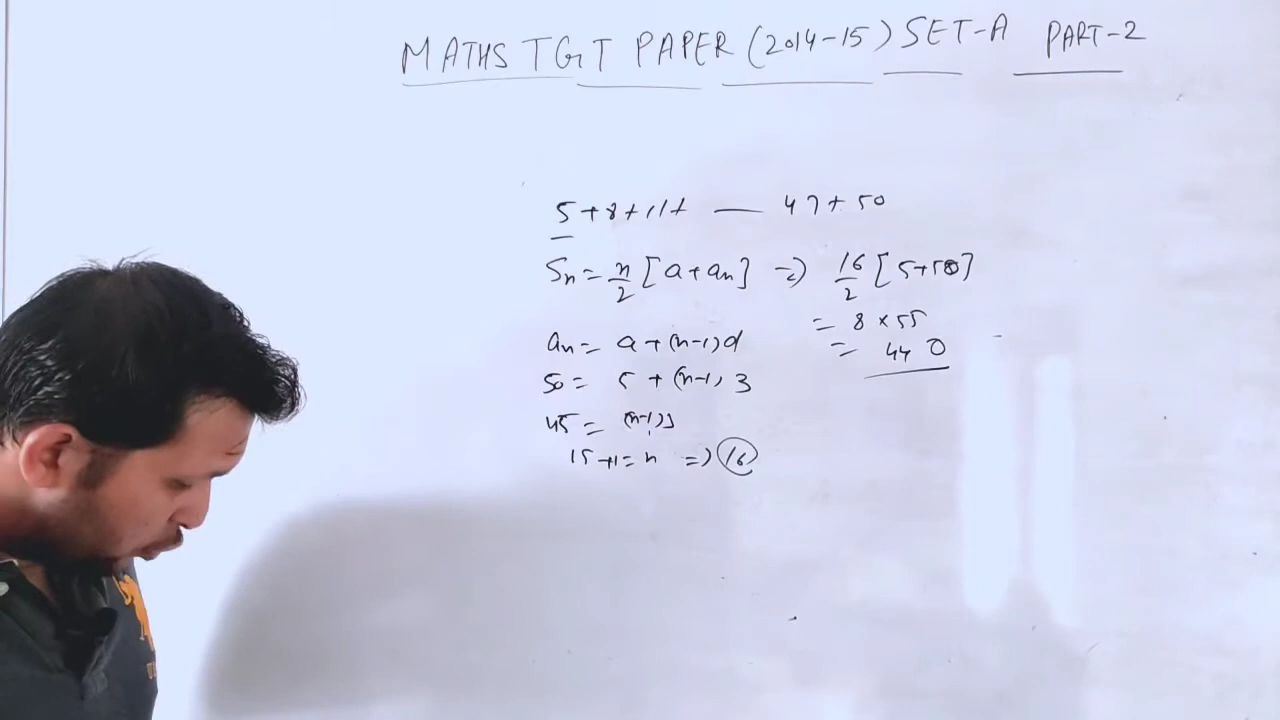 MATHS TGT PAPER (2014-15) SET-A PART-2
5+8+11+ — 47+50
Sn = n/2 [a+an] => 16/2 [5+50]
= 8×55
= 440
an = a+(n-1)d
50 = 5+(n-1)3
45 = (n-1)3
15+1=n => 16